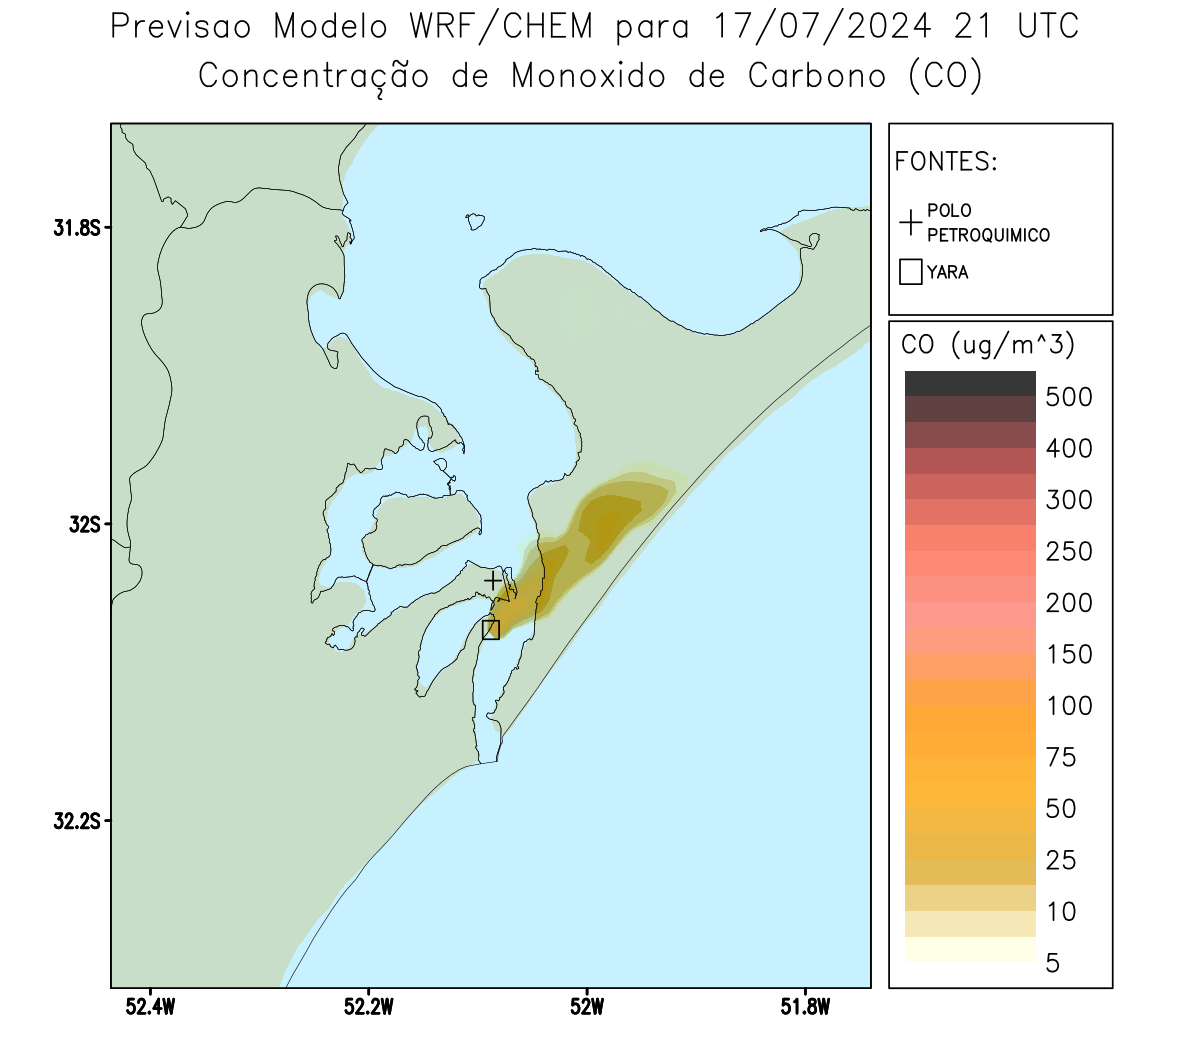 Previsao Modelo WRF/CHEM para 17/07/2024 21 UTC
Concentração de Monoxido de Carbono (CO)
FONTES:
POLO
PETROQUIMICO
YARA
CO (ug/m^3)
500
400
300
250
200
150
100
75
50
25
10
5
31.8S
32S
32.2S
52.4W
52.2W
52W
51.8W